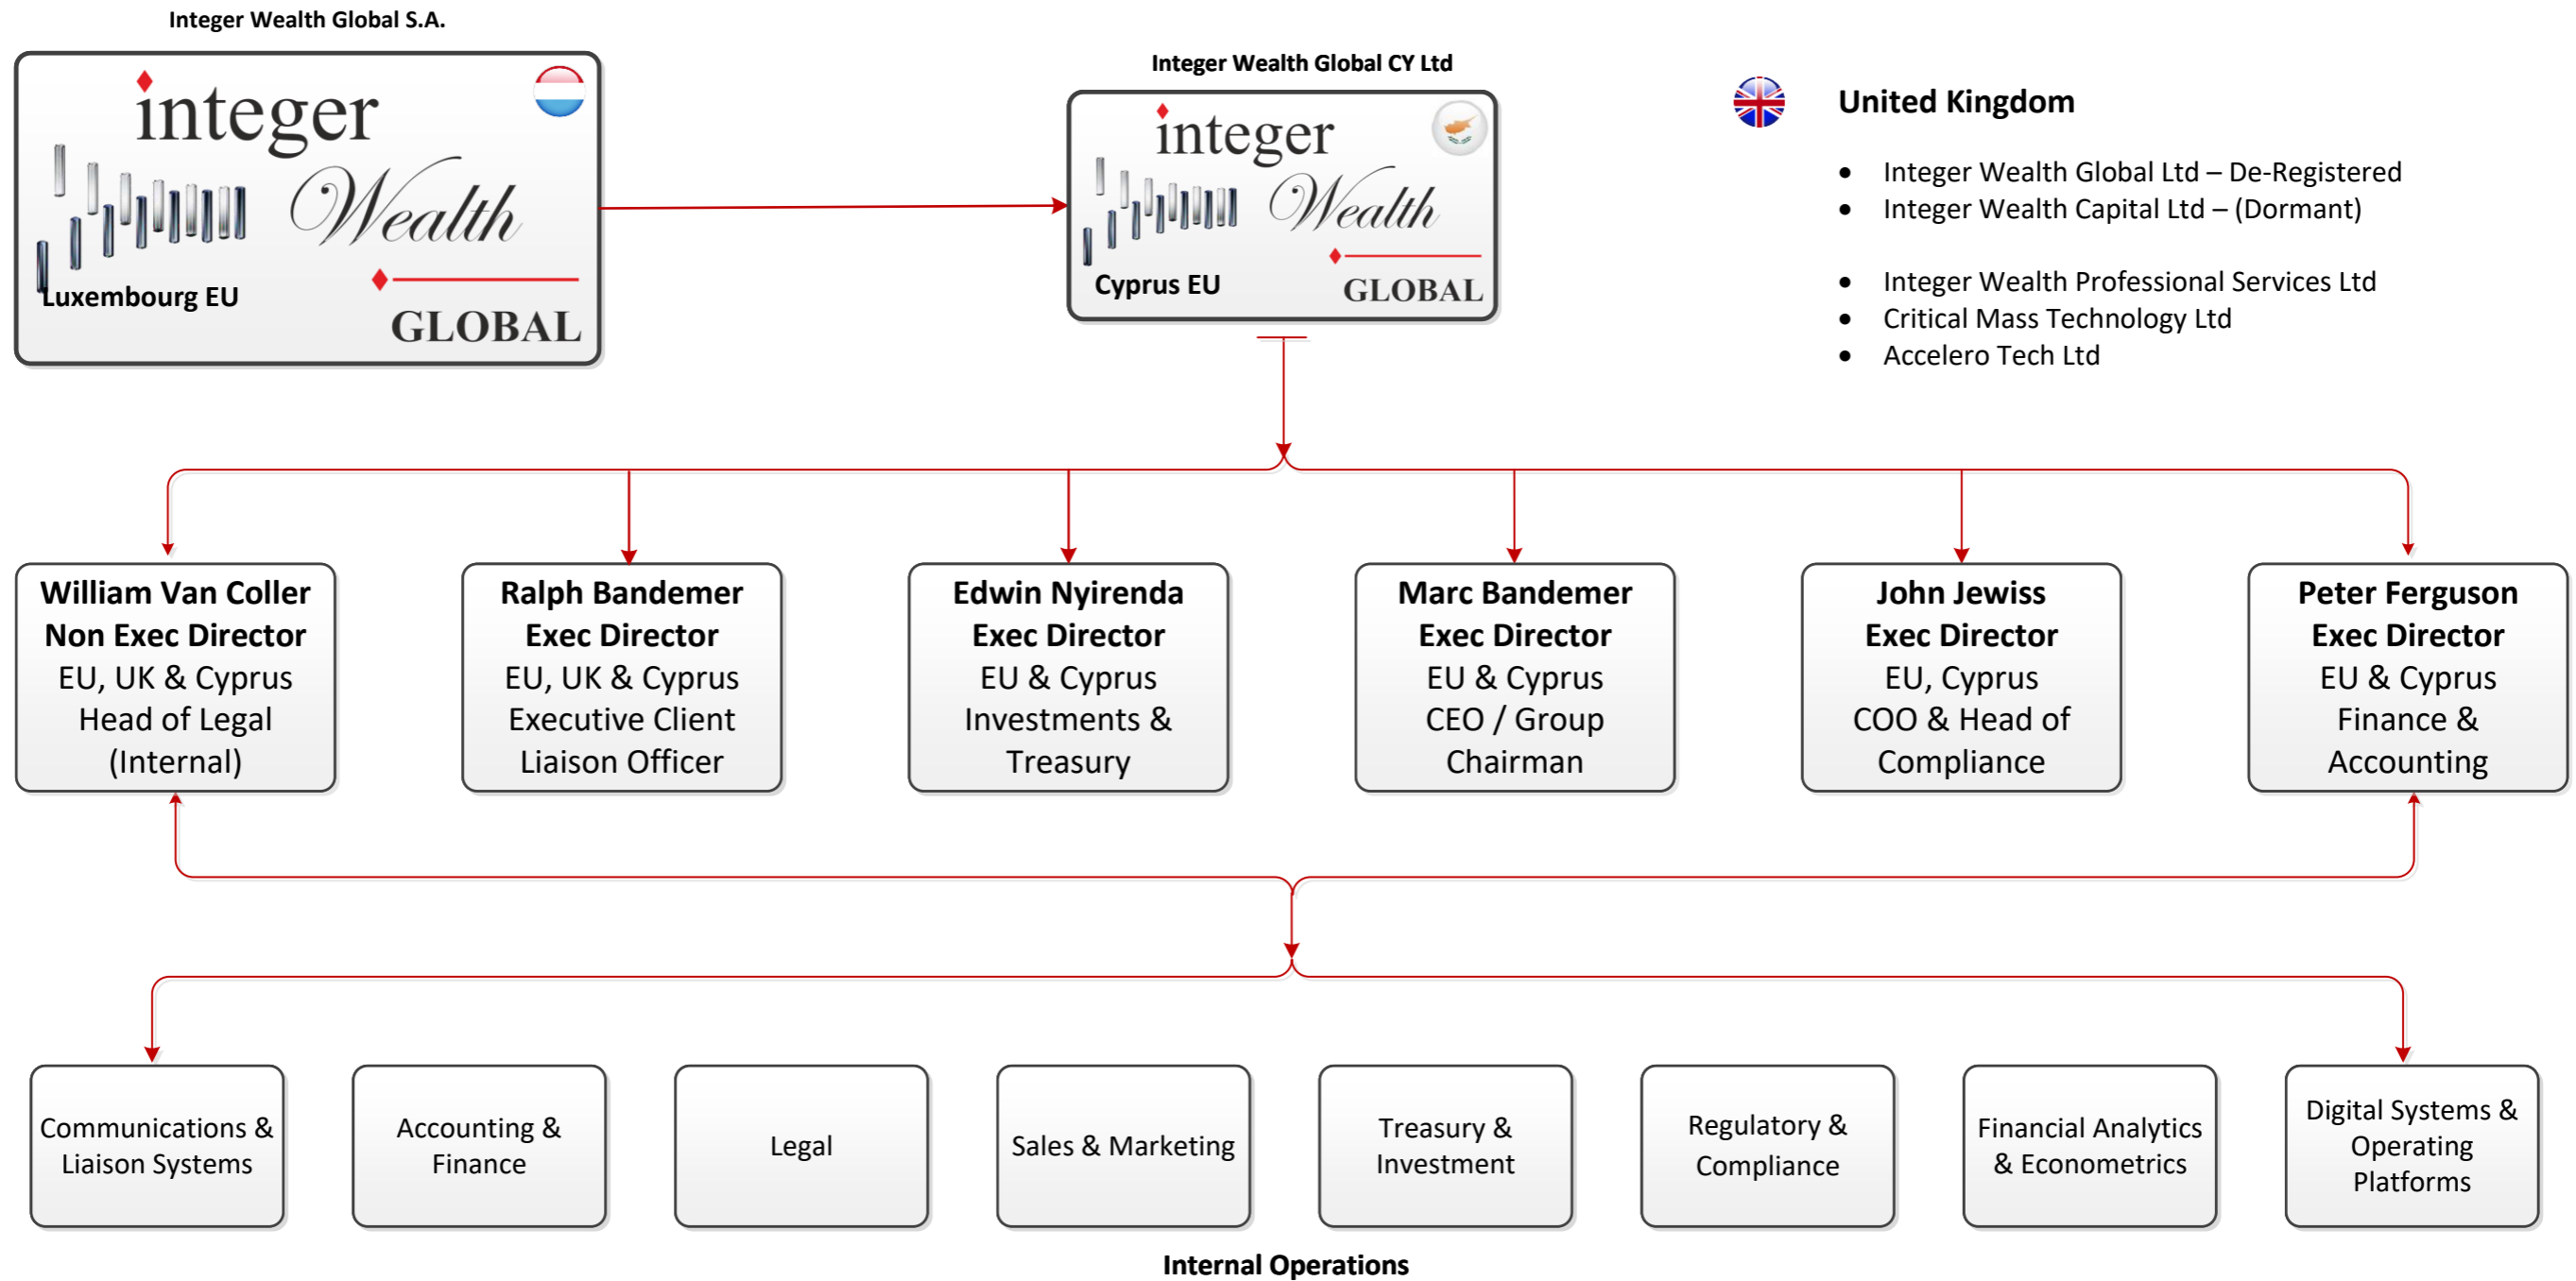 Integer Wealth Global S.A.
integer
Wealth
Luxembourg EU
GLOBAL
Integer Wealth Global CY Ltd
integer
Wealth
Cyprus EU
GLOBAL
United Kingdom
• Integer Wealth Global Ltd – De-Registered
• Integer Wealth Capital Ltd – (Dormant)
• Integer Wealth Professional Services Ltd
• Critical Mass Technology Ltd
• Accelero Tech Ltd
William Van Coller
Non Exec Director
EU, UK & Cyprus
Head of Legal
(Internal)
Ralph Bandemer
Exec Director
EU, UK & Cyprus
Executive Client
Liaison Officer
Edwin Nyirenda
Exec Director
EU & Cyprus
Investments &
Treasury
Marc Bandemer
Exec Director
EU & Cyprus
CEO / Group
Chairman
John Jewiss
Exec Director
EU, Cyprus
COO & Head of
Compliance
Peter Ferguson
Exec Director
EU & Cyprus
Finance &
Accounting
Communications &
Liaison Systems
Accounting &
Finance
Legal
Sales & Marketing
Treasury &
Investment
Regulatory &
Compliance
Financial Analytics
& Econometrics
Digital Systems &
Operating
Platforms
Internal Operations